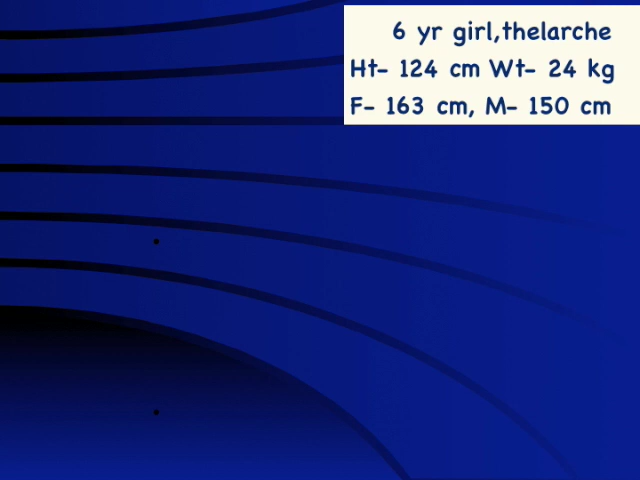 6 yr girl,thelarche
Ht- 124 cm Wt- 24 kg
F- 163 cm, M- 150 cm